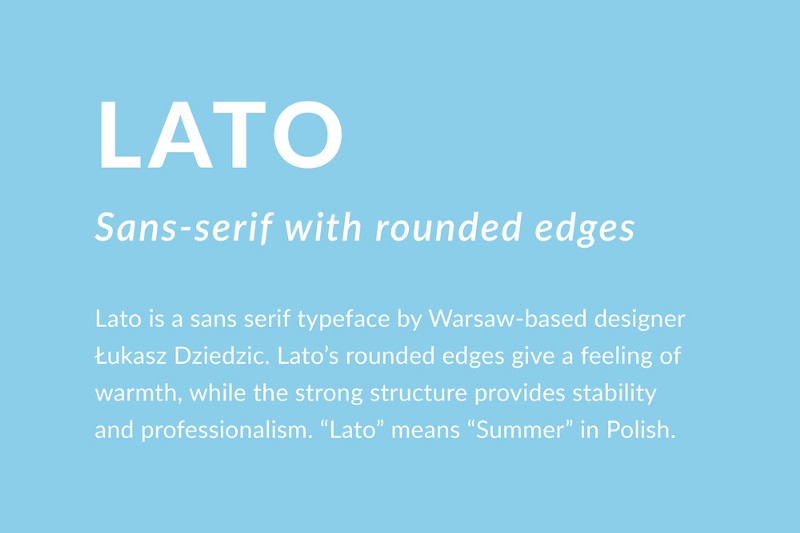 LATO
Sans-serif with rounded edges
Lato is a sans serif typeface by Warsaw-based designer
Łukasz Dziedzic. Lato’s rounded edges give a feeling of
warmth, while the strong structure provides stability
and professionalism. “Lato” means “Summer” in Polish.